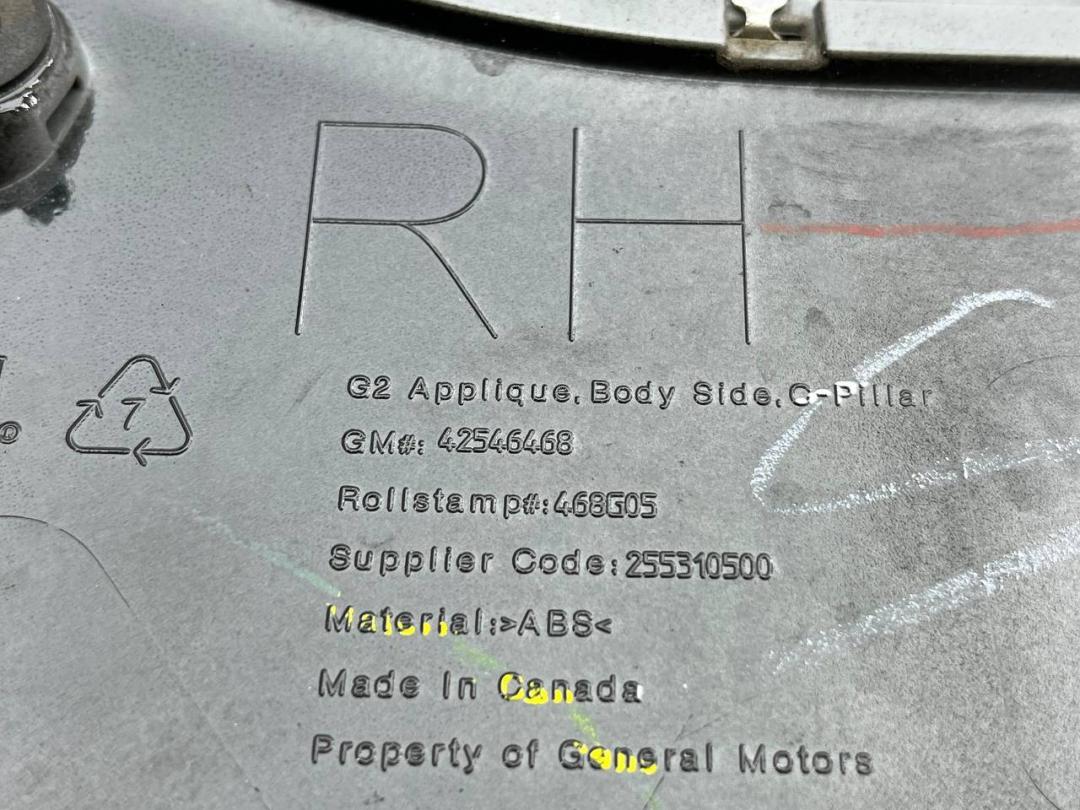 RH
7
G2 Applique,Body Side,C-Pillar
GM#: 42546468
Rollstamp#:468G05
Supplier Code:255310500
Material:>ABS<
Made In Canada
Property of General Motors